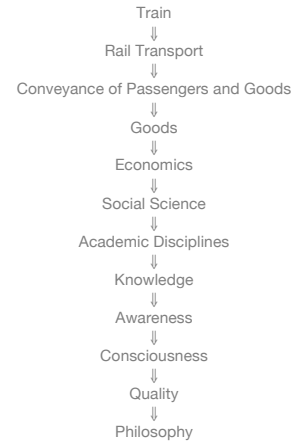 Train
⇓
Rail Transport
⇓
Conveyance of Passengers and Goods
⇓
Goods
⇓
Economics
⇓
Social Science
⇓
Academic Disciplines
⇓
Knowledge
⇓
Awareness
⇓
Consciousness
⇓
Quality
⇓
Philosophy